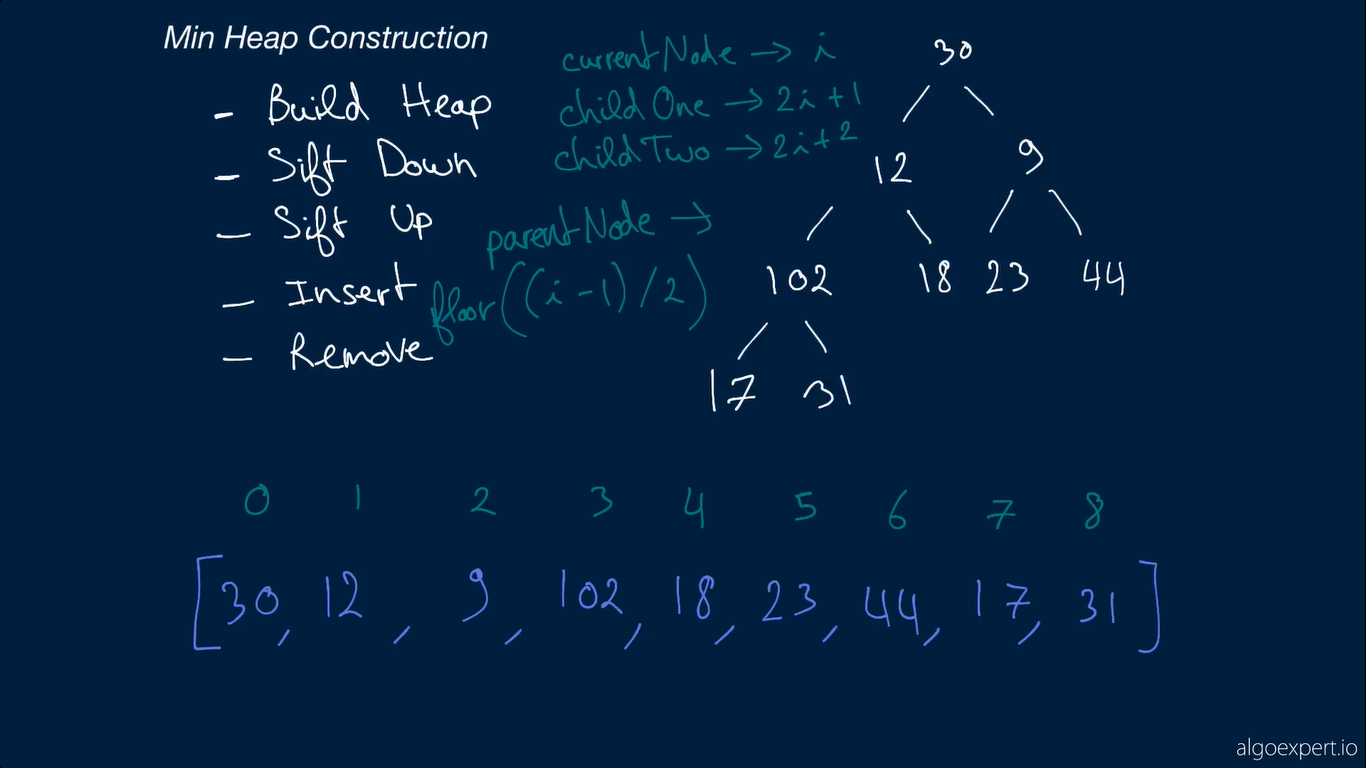 Min Heap Construction
- Build Heap
- Sift Down
- Sift Up
- Insert
- Remove
currentNode → i
childOne → 2i+1
childTwo → 2i+2
parentNode →
floor((i-1)/2)
30
12 9
102 18 23 44
17 31
0 1 2 3 4 5 6 7 8
[30, 12, 9, 102, 18, 23, 44, 17, 31]
algoexpert.io